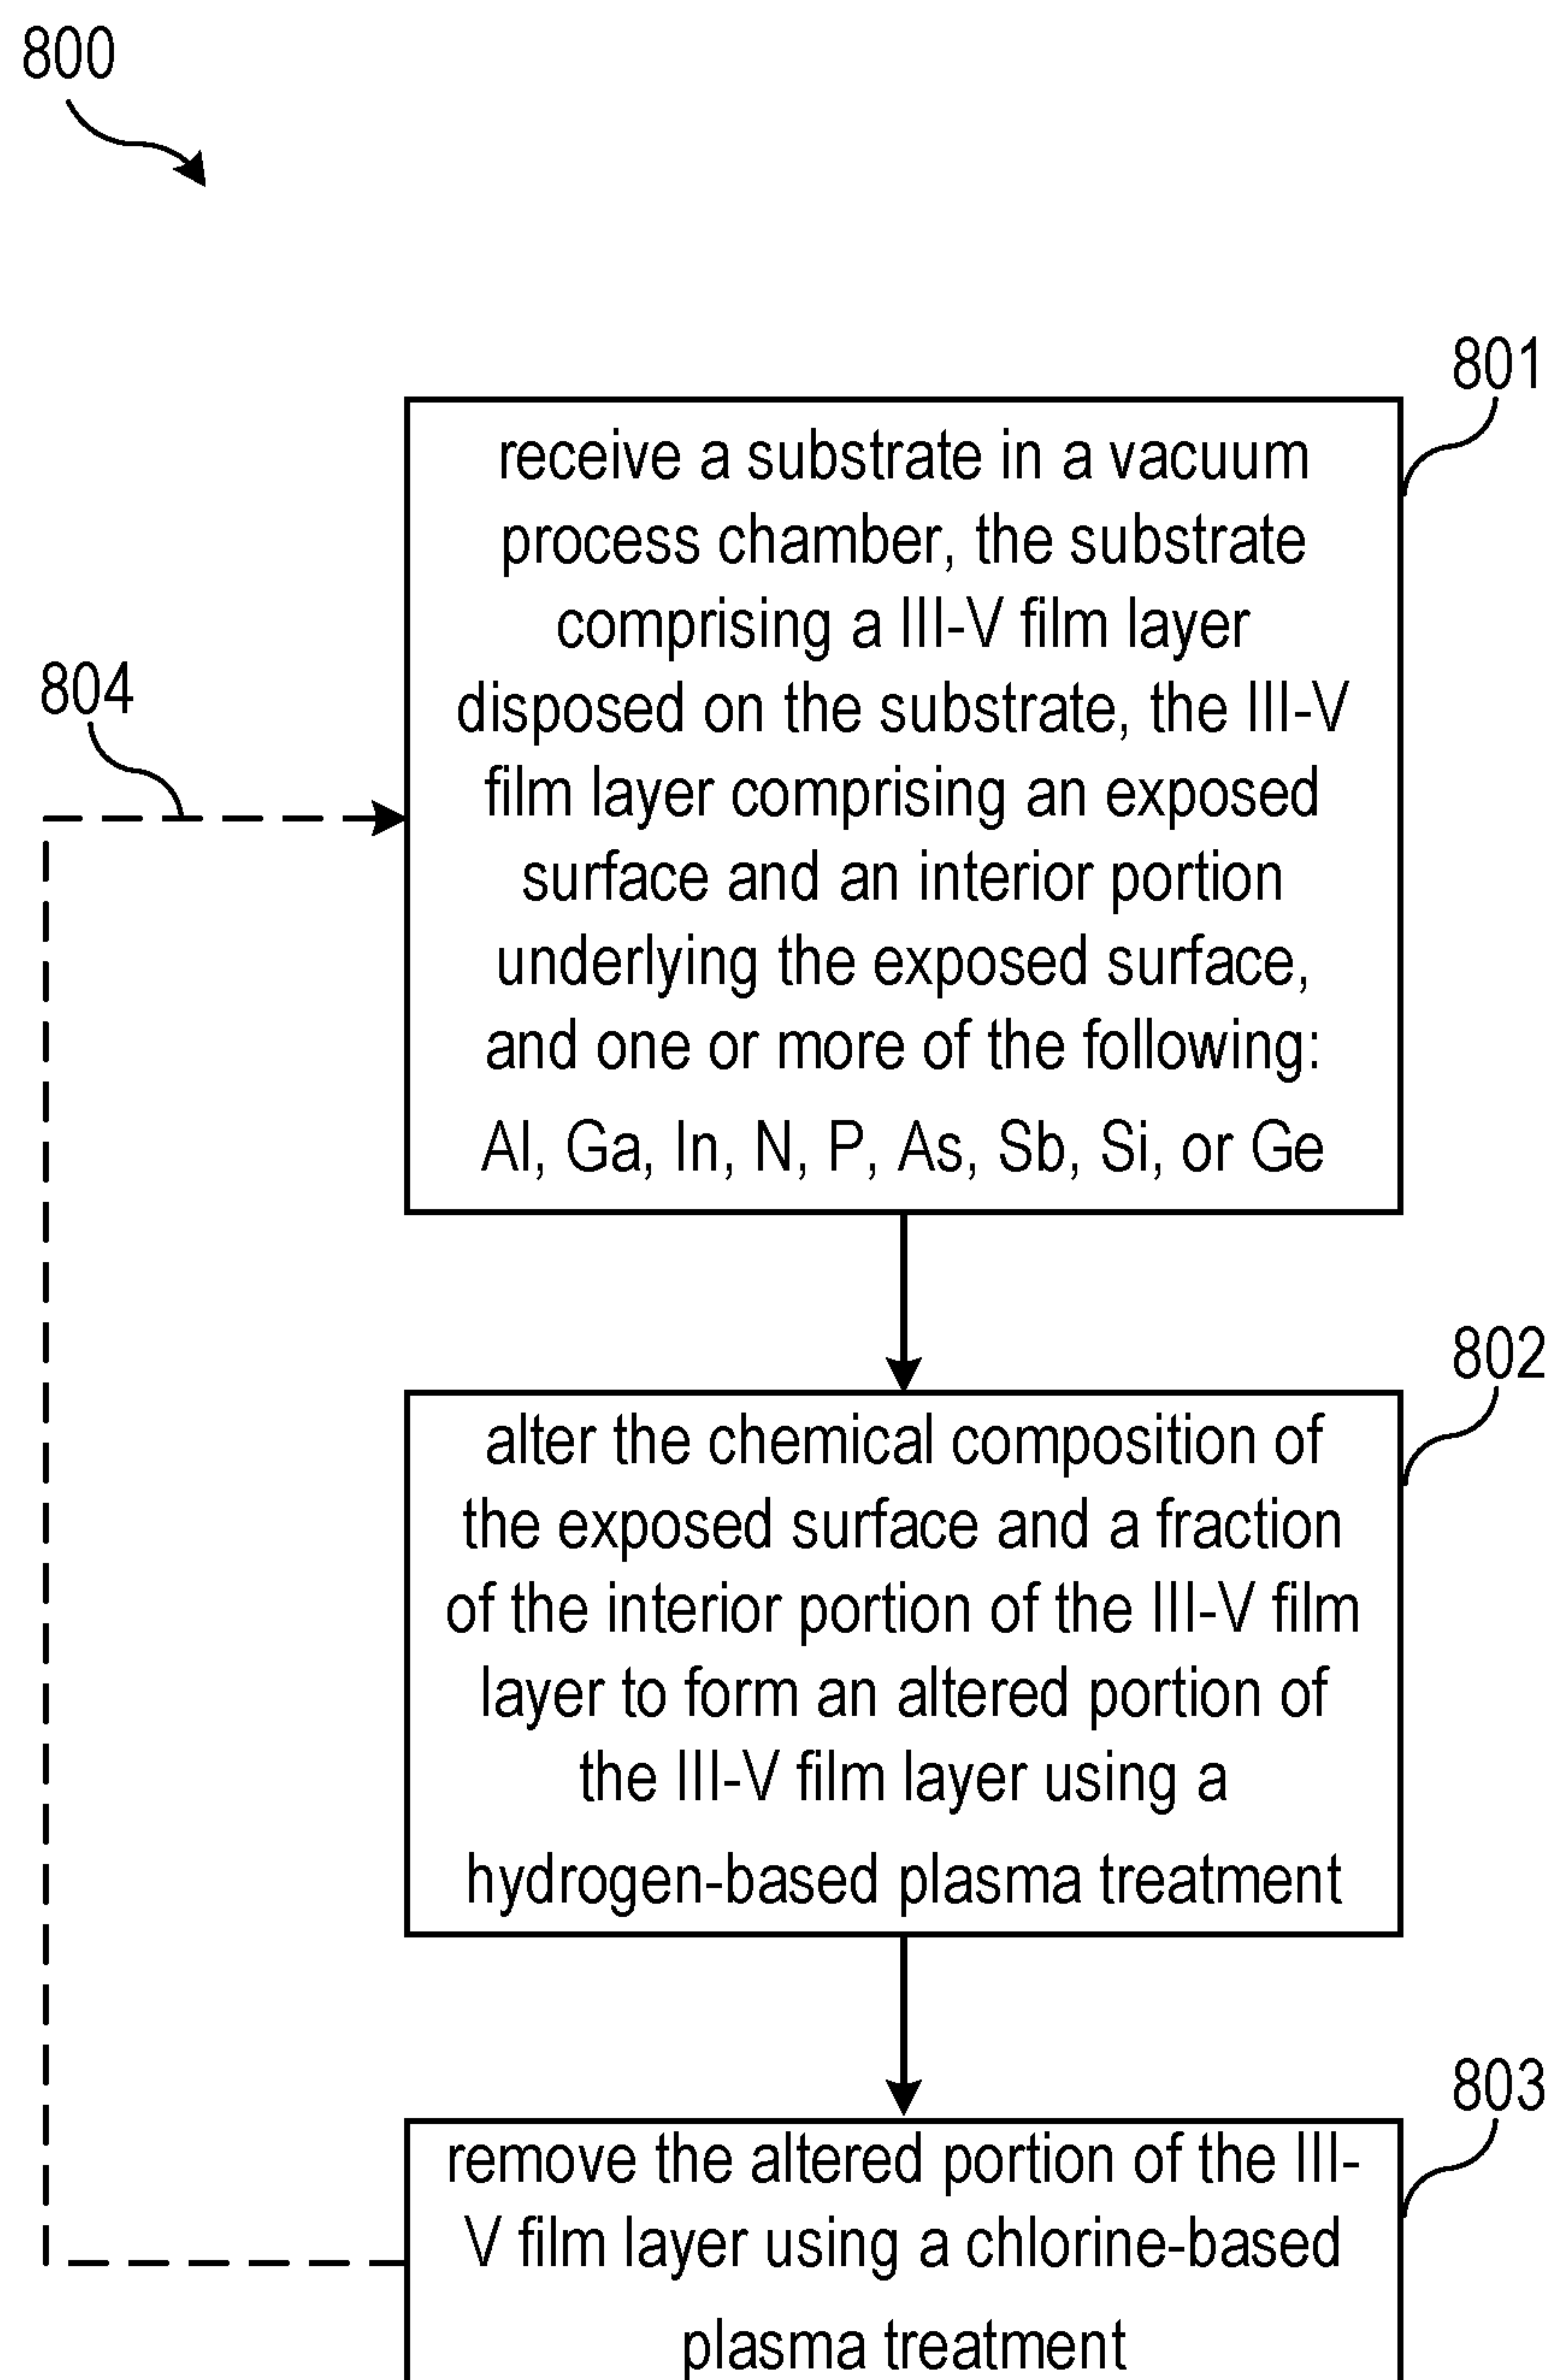 800
801
receive a substrate in a vacuum
process chamber, the substrate
comprising a III-V film layer
disposed on the substrate, the III-V
film layer comprising an exposed
surface and an interior portion
underlying the exposed surface,
and one or more of the following:
Al, Ga, In, N, P, As, Sb, Si, or Ge
804
802
alter the chemical composition of
the exposed surface and a fraction
of the interior portion of the III-V film
layer to form an altered portion of
the III-V film layer using a
hydrogen-based plasma treatment
803
remove the altered portion of the III-
V film layer using a chlorine-based
plasma treatment